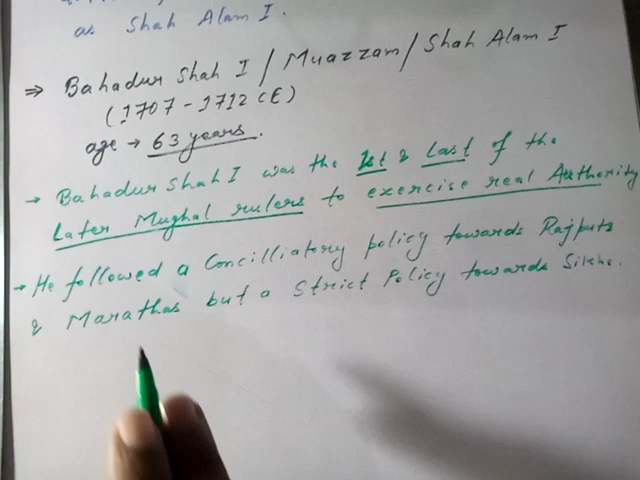 as Shah Alam I.
⇒ Bahadur Shah I / Muazzam / Shah Alam I
(1707 - 1712 CE)
age → 63 years.
→ Bahadur Shah I was the 1st & Last of the
Later Mughal rulers to exercise real Authority
→ He followed a Concilliatory policy towards Rajputs
& Marathas but a Strict Policy towards Sikhs.